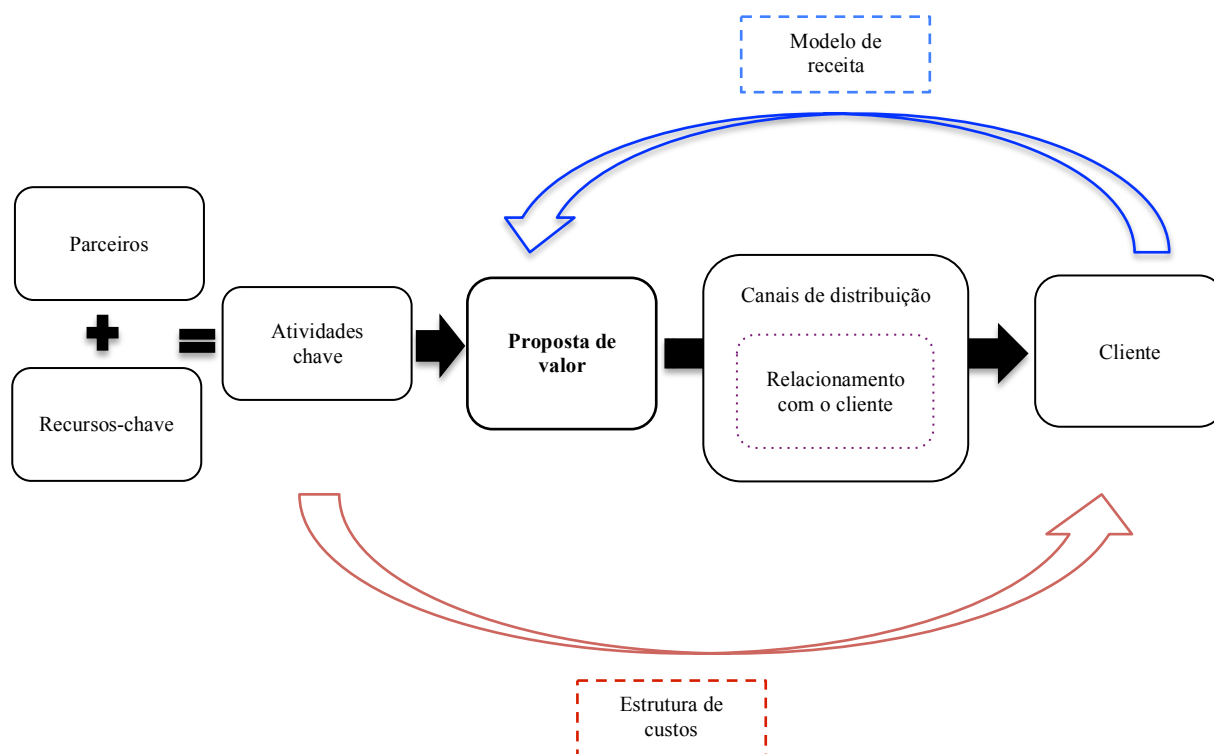 Modelo de
receita
Parceiros
Recursos-chave
Atividades
chave
Proposta de
valor
Canais de distribuição
Relacionamento
com o cliente
Cliente
Estrutura de
custos